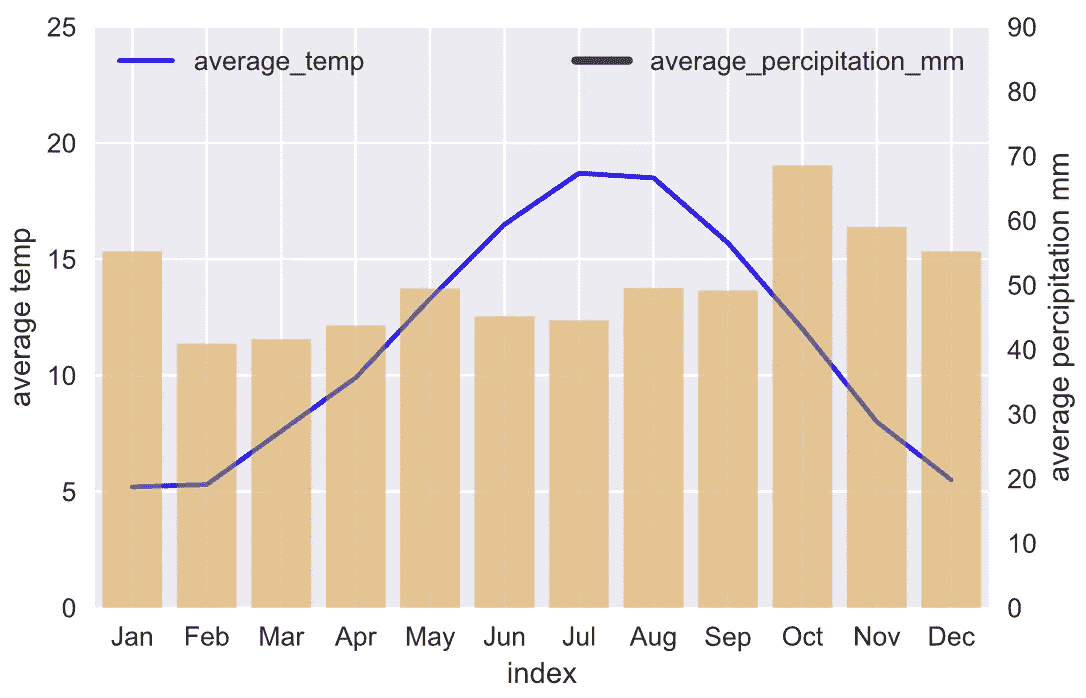 average_temp
average_percipitation_mm
25
20
15
10
5
0
average temp
90
80
70
60
50
40
30
20
10
0
average percipitation mm
Jan Feb Mar Apr May Jun Jul Aug Sep Oct Nov Dec
index